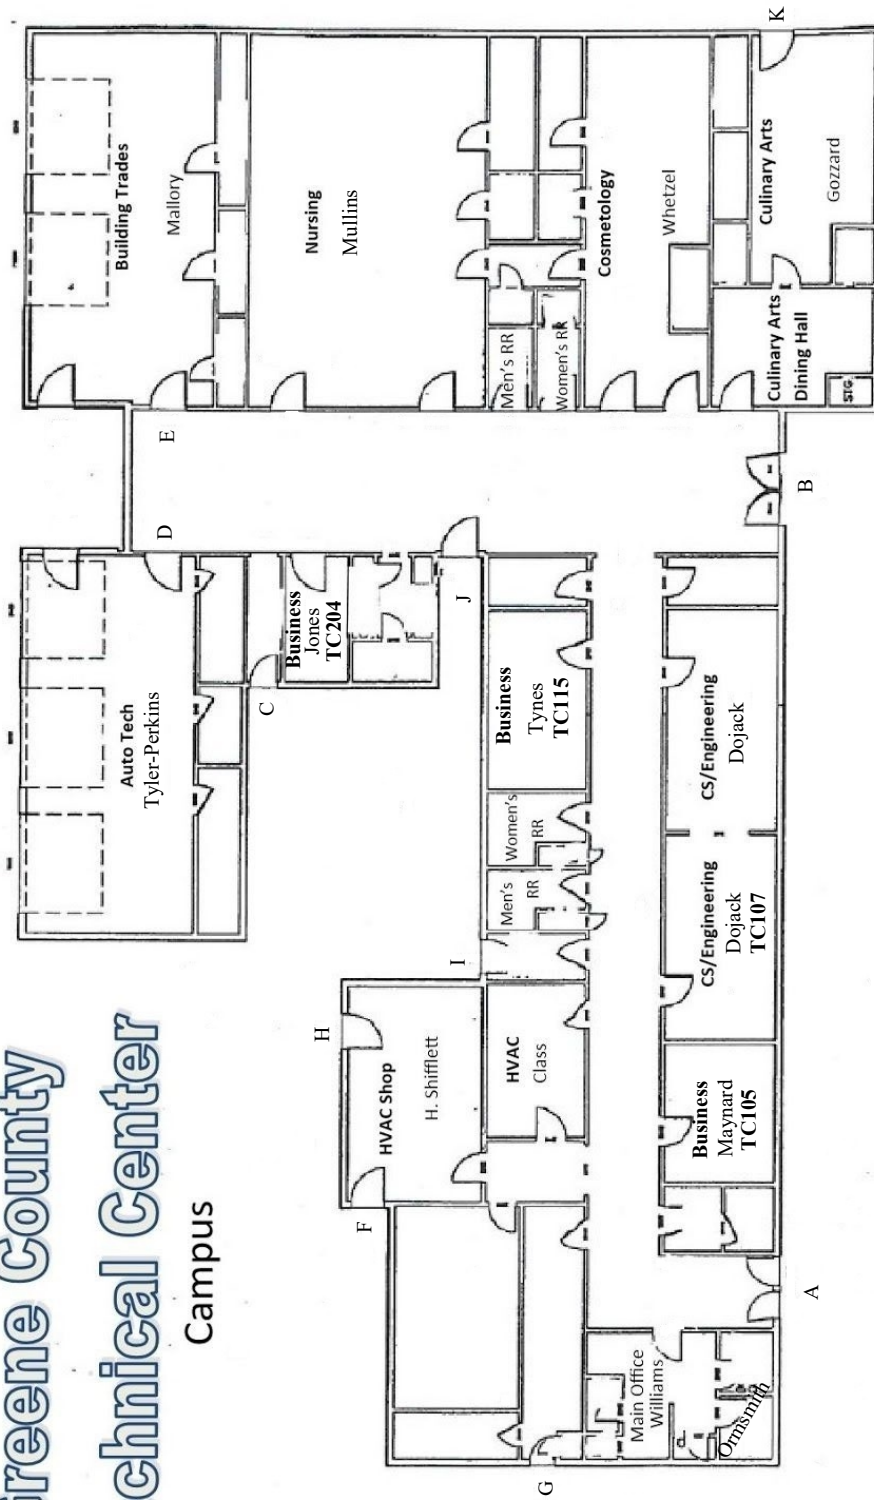 reene County
chnical Center
Campus
Building Trades
Mallory
Nursing
Mullins
Men's RR
Women's RR
Cosmetology
Whetzel
Culinary Arts
Gozzard
Culinary Arts
Dining Hall
STG
K
E
D
B
Auto Tech
Tyler-Perkins
Business
Jones
TC204
C
J
Business
Tynes
TC115
Women's
RR
Men's
RR
I
H
HVAC Shop
H. Shifflett
HVAC
Class
F
G
CS/Engineering
Dojack
CS/Engineering
Dojack
TC107
Business
Maynard
TC105
A
Main Office
Williams
Ormsmith